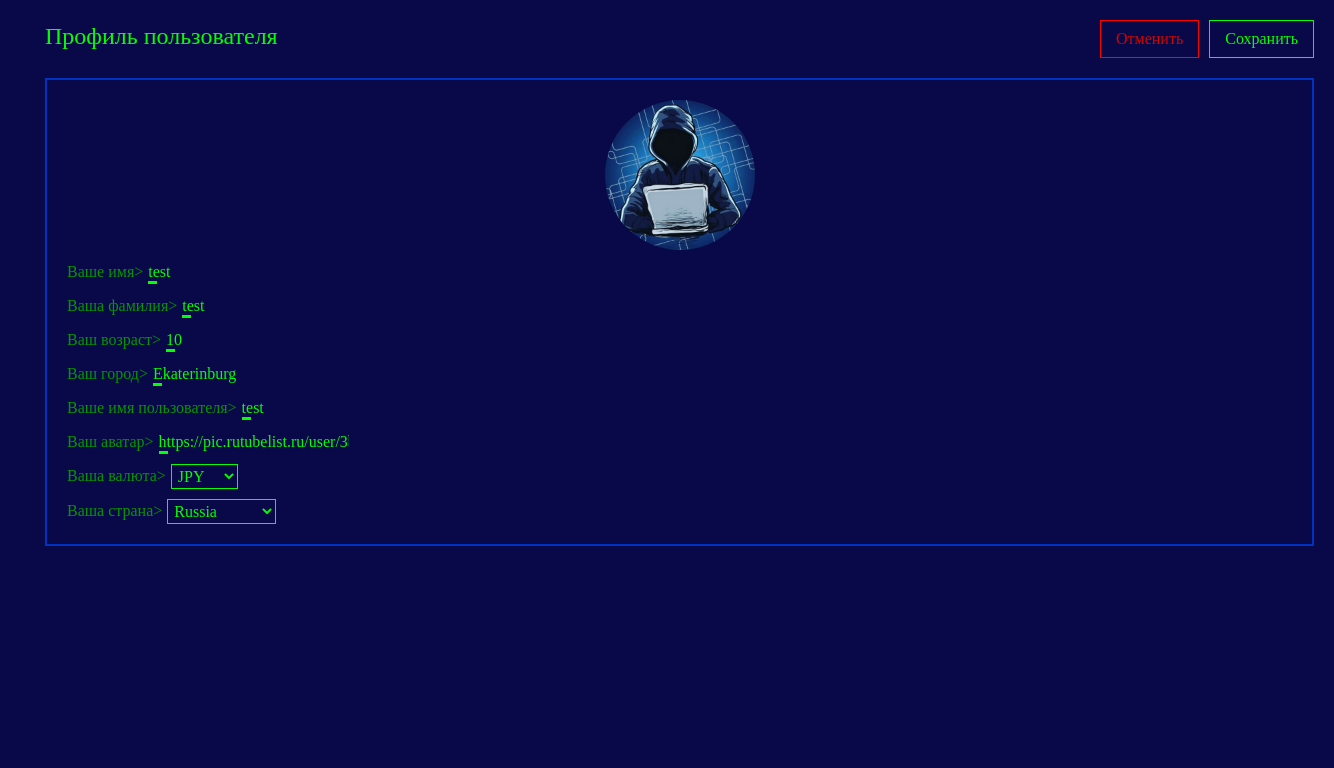 Профиль пользователя
Отменить
Сохранить
Ваше имя> test
Ваша фамилия> test
Ваш возраст> 10
Ваш город> Ekaterinburg
Ваше имя пользователя> test
Ваш аватар> https://pic.rutubelist.ru/user/3
Ваша валюта> JPY
Ваша страна> Russia